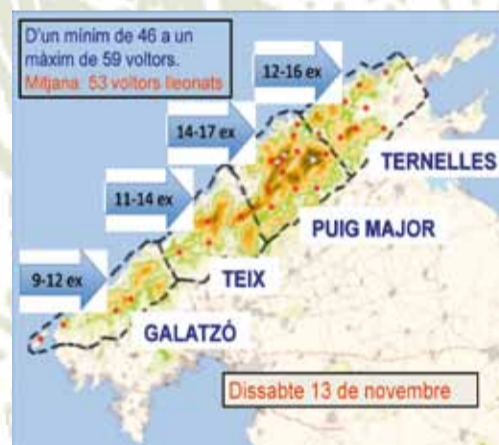 D'un mínim de 46 a un
màxim de 59 voltors.
Mitjana: 53 voltors lleonats
12-16 ex
14-17 ex
11-14 ex
9-12 ex
TERNELLES
PUIG MAJOR
TEIX
GALATZÓ
Dissabte 13 de novembre